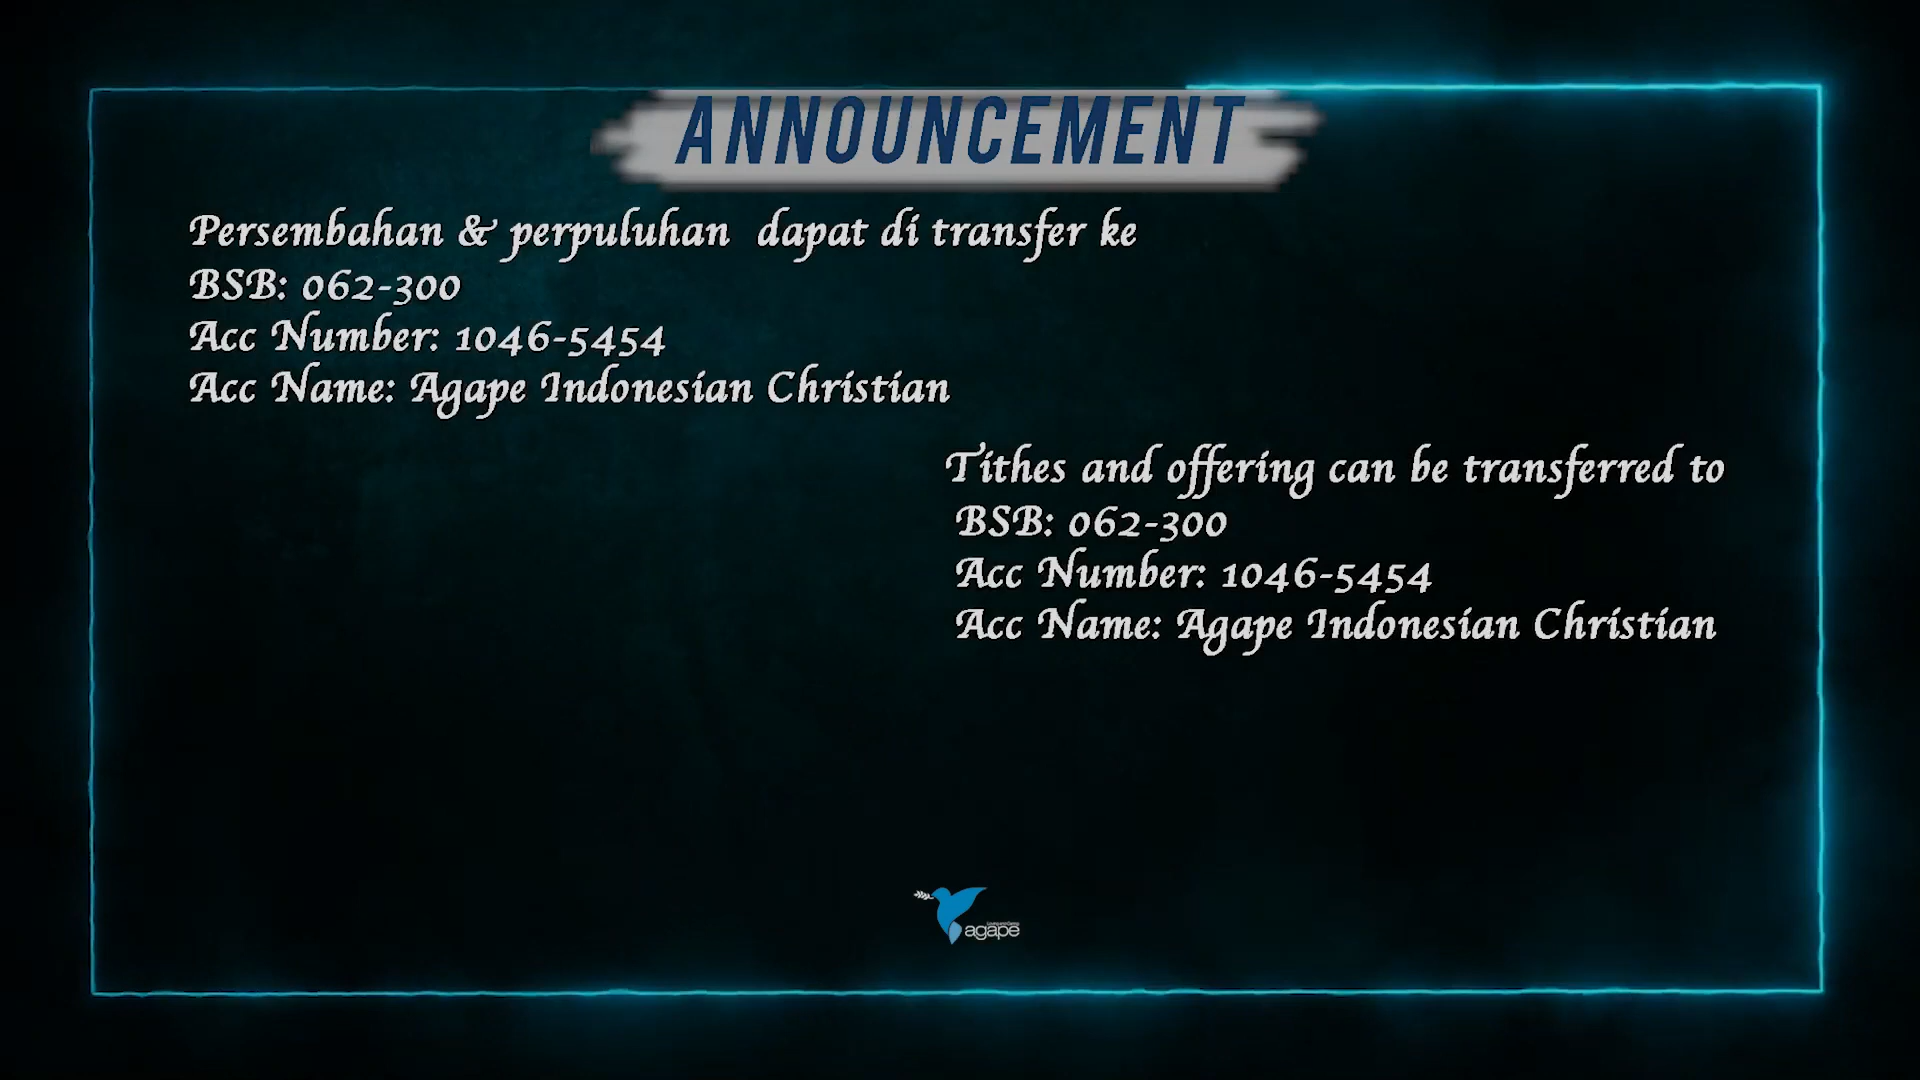 ANNOUNCEMENT
Persembahan & perpuluhan dapat di transfer ke
BSB: 062-300
Acc Number: 1046-5454
Acc Name: Agape Indonesian Christian
Tithes and offering can be transferred to
BSB: 062-300
Acc Number: 1046-5454
Acc Name: Agape Indonesian Christian
agape